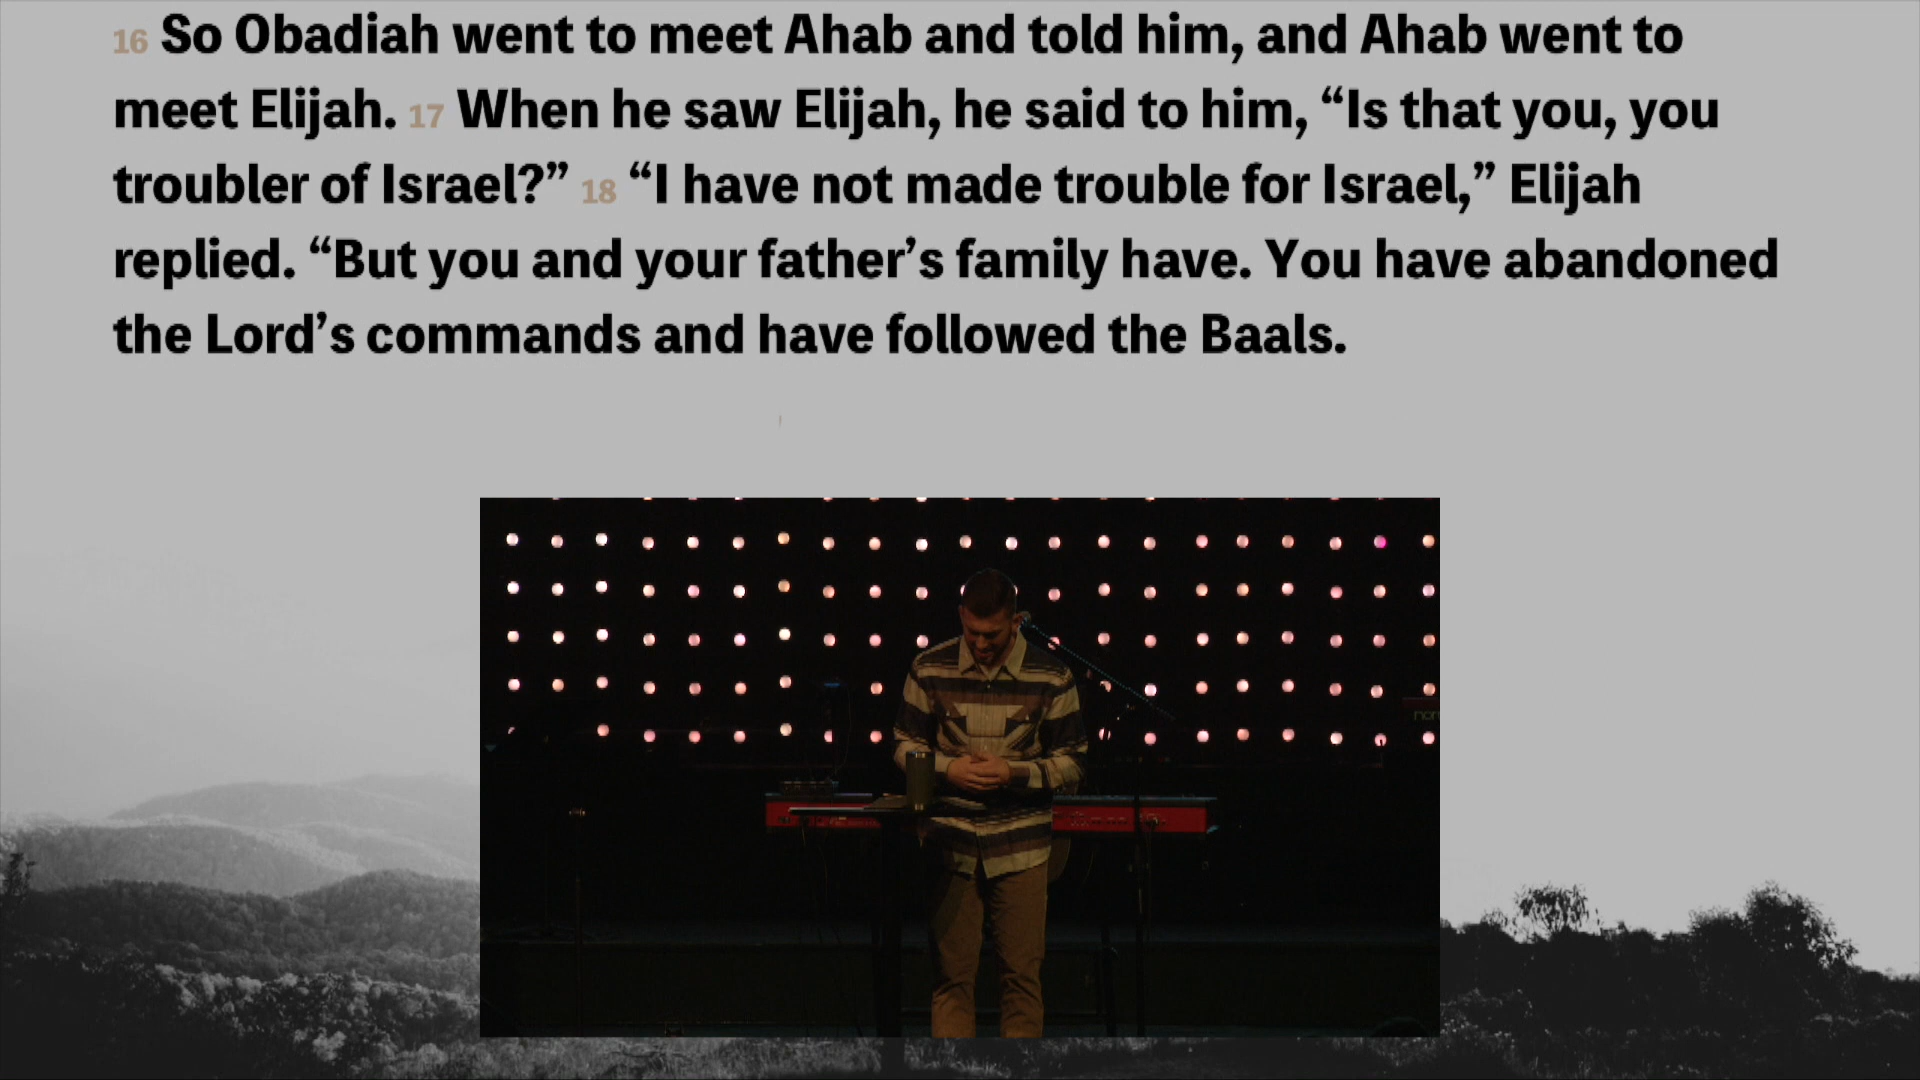 16 So Obadiah went to meet Ahab and told him, and Ahab went to
meet Elijah. 17 When he saw Elijah, he said to him, “Is that you, you
troubler of Israel?” 18 “I have not made trouble for Israel,” Elijah
replied. “But you and your father’s family have. You have abandoned
the Lord’s commands and have followed the Baals.